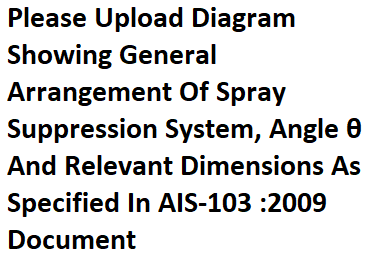 Please Upload Diagram
Showing General
Arrangement Of Spray
Suppression System, Angle θ
And Relevant Dimensions As
Specified In AIS-103 :2009
Document